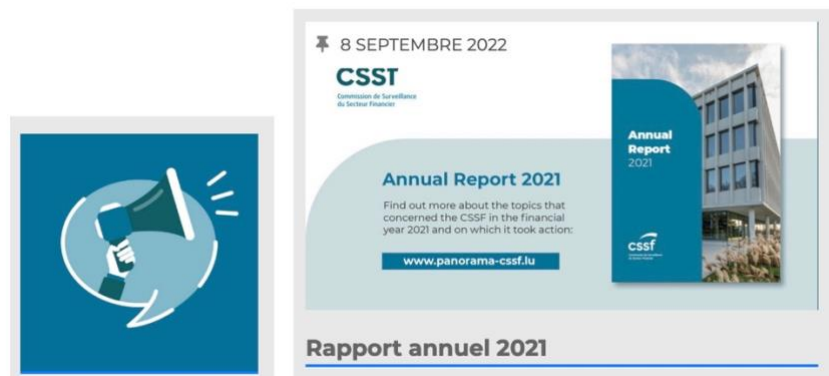 8 SEPTEMBRE 2022
CSST
Commission de Surveillance
du Secteur Financier
Annual Report 2021
Find out more about the topics that
concerned the CSSF in the financial
year 2021 and on which it took action:
www.panorama-cssf.lu
Annual
Report
2021
cssf
Rapport annuel 2021